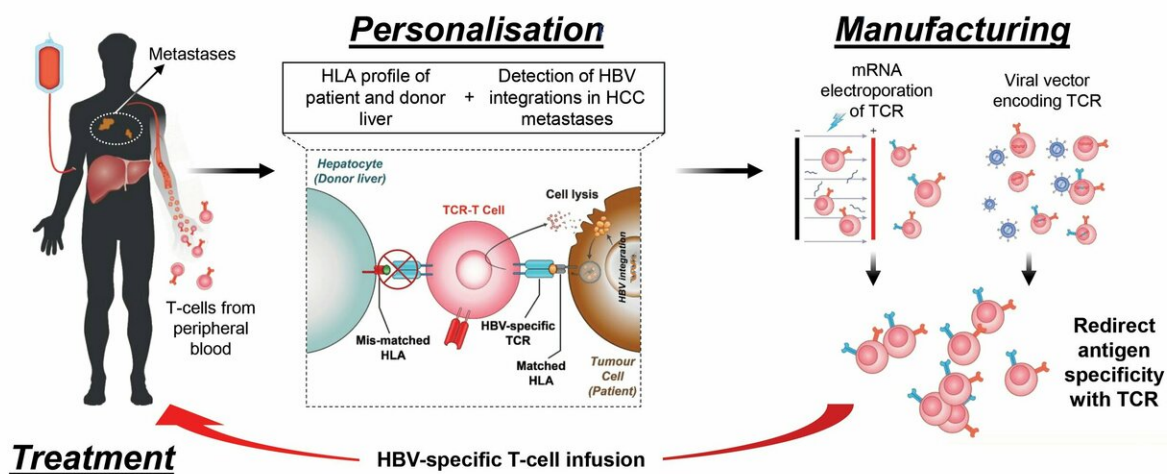 Personalisation
Manufacturing
Metastases
T-cells from
peripheral
blood
HLA profile of
patient and donor
liver
+
Detection of HBV
integrations in HCC
metastases
Hepatocyte
(Donor liver)
TCR-T Cell
Cell lysis
HBV integration
Mis-matched
HLA
HBV-specific
TCR
Matched
HLA
Tumour
Cell
(Patient)
mRNA
electroporation
of TCR
-
+
Viral vector
encoding TCR
Redirect
antigen
specificity
with TCR
Treatment
HBV-specific T-cell infusion